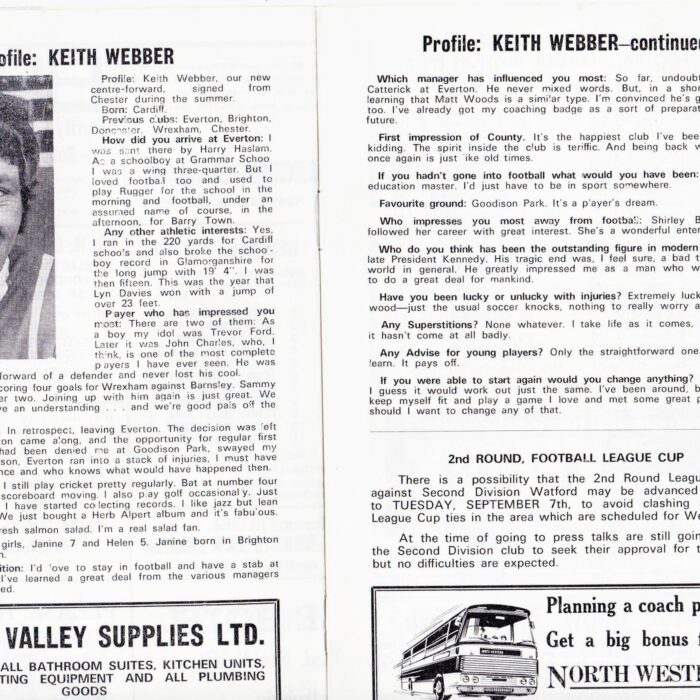 ofile: KEITH WEBBER
Profile: Keith Webber, our new
centre-forward, signed from
Chester during the summer.
Born: Cardiff.
Previous clubs: Everton, Brighton,
Doncaster, Wrexham, Chester.
How did you arrive at Everton: I
was sent there by Harry Haslam.
As a schoolboy at Grammar Schoo
I was a wing three-quarter. But I
loved football too and used to
play Rugger for the school in the
morning and football, under an
assumed name of course, in the
afternoon, for Barry Town.
Any other athletic interests: Yes,
I ran in the 220 yards for Cardiff
schools and also broke the school-
boy record in Glamorganshire for
the long jump with 19' 4". I was
then fifteen. This was the year that
Lyn Davies won with a jump of
over 23 feet.
Player who has impressed you
most: There are two of them: As
a boy my idol was Trevor Ford.
Later it was John Charles, who, I
think, is one of the most complete
players I have ever seen. He was
forward of a defender and never lost his cool.
coring four goals for Wrexham against Barnsley. Sammy
er two. Joining up with him again is just great. We
ve an understanding . . . and we're good pals off the
In retrospect, leaving Everton. The decision was left
ton came along, and the opportunity for regular first
had been denied me at Goodison Park, swayed my
son, Everton ran into a stack of injuries, I must have
nce and who knows what would have happened then.
I still play cricket pretty regularly. Bat at number four
scoreboard moving. I also play golf occasionally. Just
I have started collecting records. I like jazz but lean
We just bought a Herb Alpert album and it's fabulous.
resh salmon salad. I'm a real salad fan.
girls, Janine 7 and Helen 5. Janine born in Brighton
n.
ition: I'd love to stay in football and have a stab at
I've learned a great deal from the various managers
red.
VALLEY SUPPLIES LTD.
ALL BATHROOM SUITES, KITCHEN UNITS,
TING EQUIPMENT AND ALL PLUMBING
GOODS
Profile: KEITH WEBBER—continued
Which manager has influenced you most: So far, undoubt
Catterick at Everton. He never mixed words. But, in a shor
learning that Matt Woods is a similar type. I'm convinced he's g
too. I've already got my coaching badge as a sort of preparat
future.
First impression of County. It's the happiest club I've bee
kidding. The spirit inside the club is teriffic. And being back w
once again is just like old times.
If you hadn't gone into football what would you have been:
education master. I'd just have to be in sport somewhere.
Favourite ground: Goodison Park. It's a player's dream.
Who impresses you most away from football: Shirley B
followed her career with great interest. She's a wonderful enter
Who do you think has been the outstanding figure in modern
late President Kennedy. His tragic end was, I feel sure, a bad t
world in general. He greatly impressed me as a man who w
to do a great deal for mankind.
Have you been lucky or unlucky with injuries? Extremely luck
wood—just the usual soccer knocks, nothing to really worry a
Any Superstitions? None whatever. I take life as it comes,
it hasn't come at all badly.
Any Advise for young players? Only the straightforward one.
learn. It pays off.
If you were able to start again would you change anything?
I guess it would work out just the same. I've been around, b
keep myself fit and play a game I love and met some great p
should I want to change any of that.
2nd ROUND, FOOTBALL LEAGUE CUP
There is a possibility that the 2nd Round Leagu
against Second Division Watford may be advanced
to TUESDAY, SEPTEMBER 7th, to avoid clashing
League Cup ties in the area which are scheduled for We
At the time of going to press talks are still goin
the Second Division club to seek their approval for t
but no difficulties are expected.
Planning a coach p
Get a big bonus f
NORTH WESTE